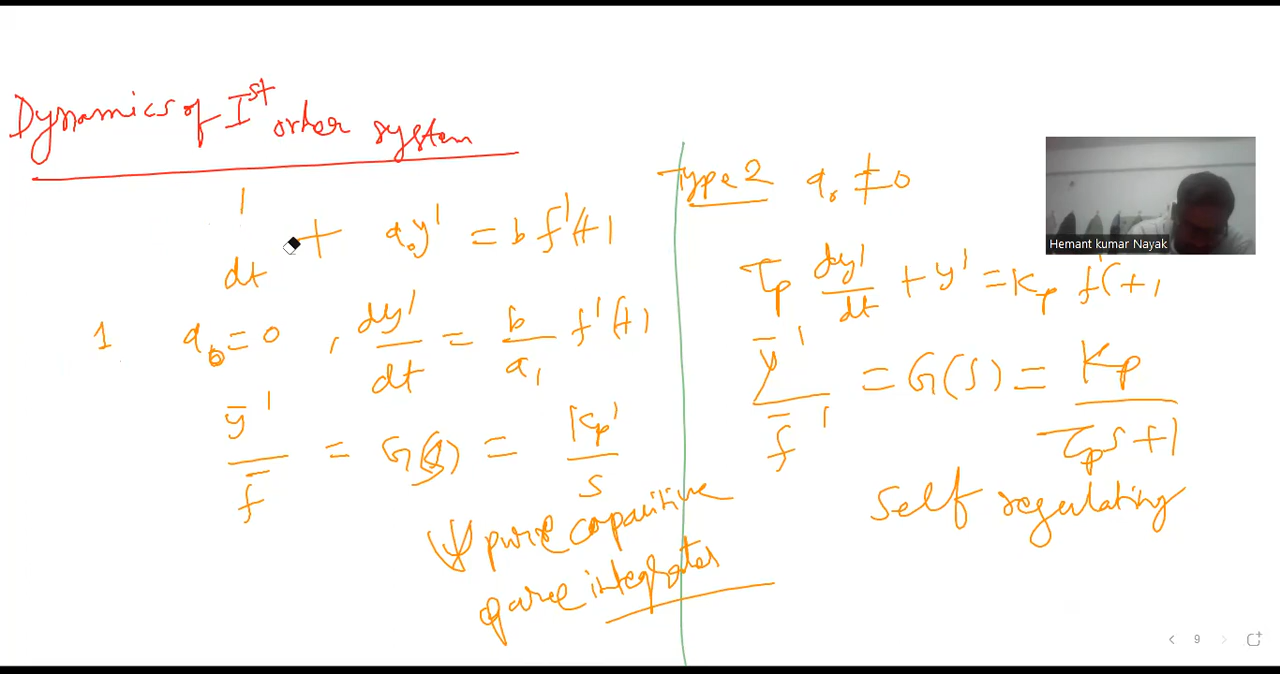 Dynamics of Ist order system
dt + a₀y' = b f'(t)
1 a₀ = 0 , dy'/dt = b/a₁ f'(t)
ȳ'/f̄ = G(s) = Kp'/s
pure capacitive
pure integrator
Type 2 a₀ ≠ 0
τp dy'/dt + y' = Kp f'(t)
ȳ'/f̄' = G(s) = Kp/τps+1
Self regulating
Hemant kumar Nayak
9